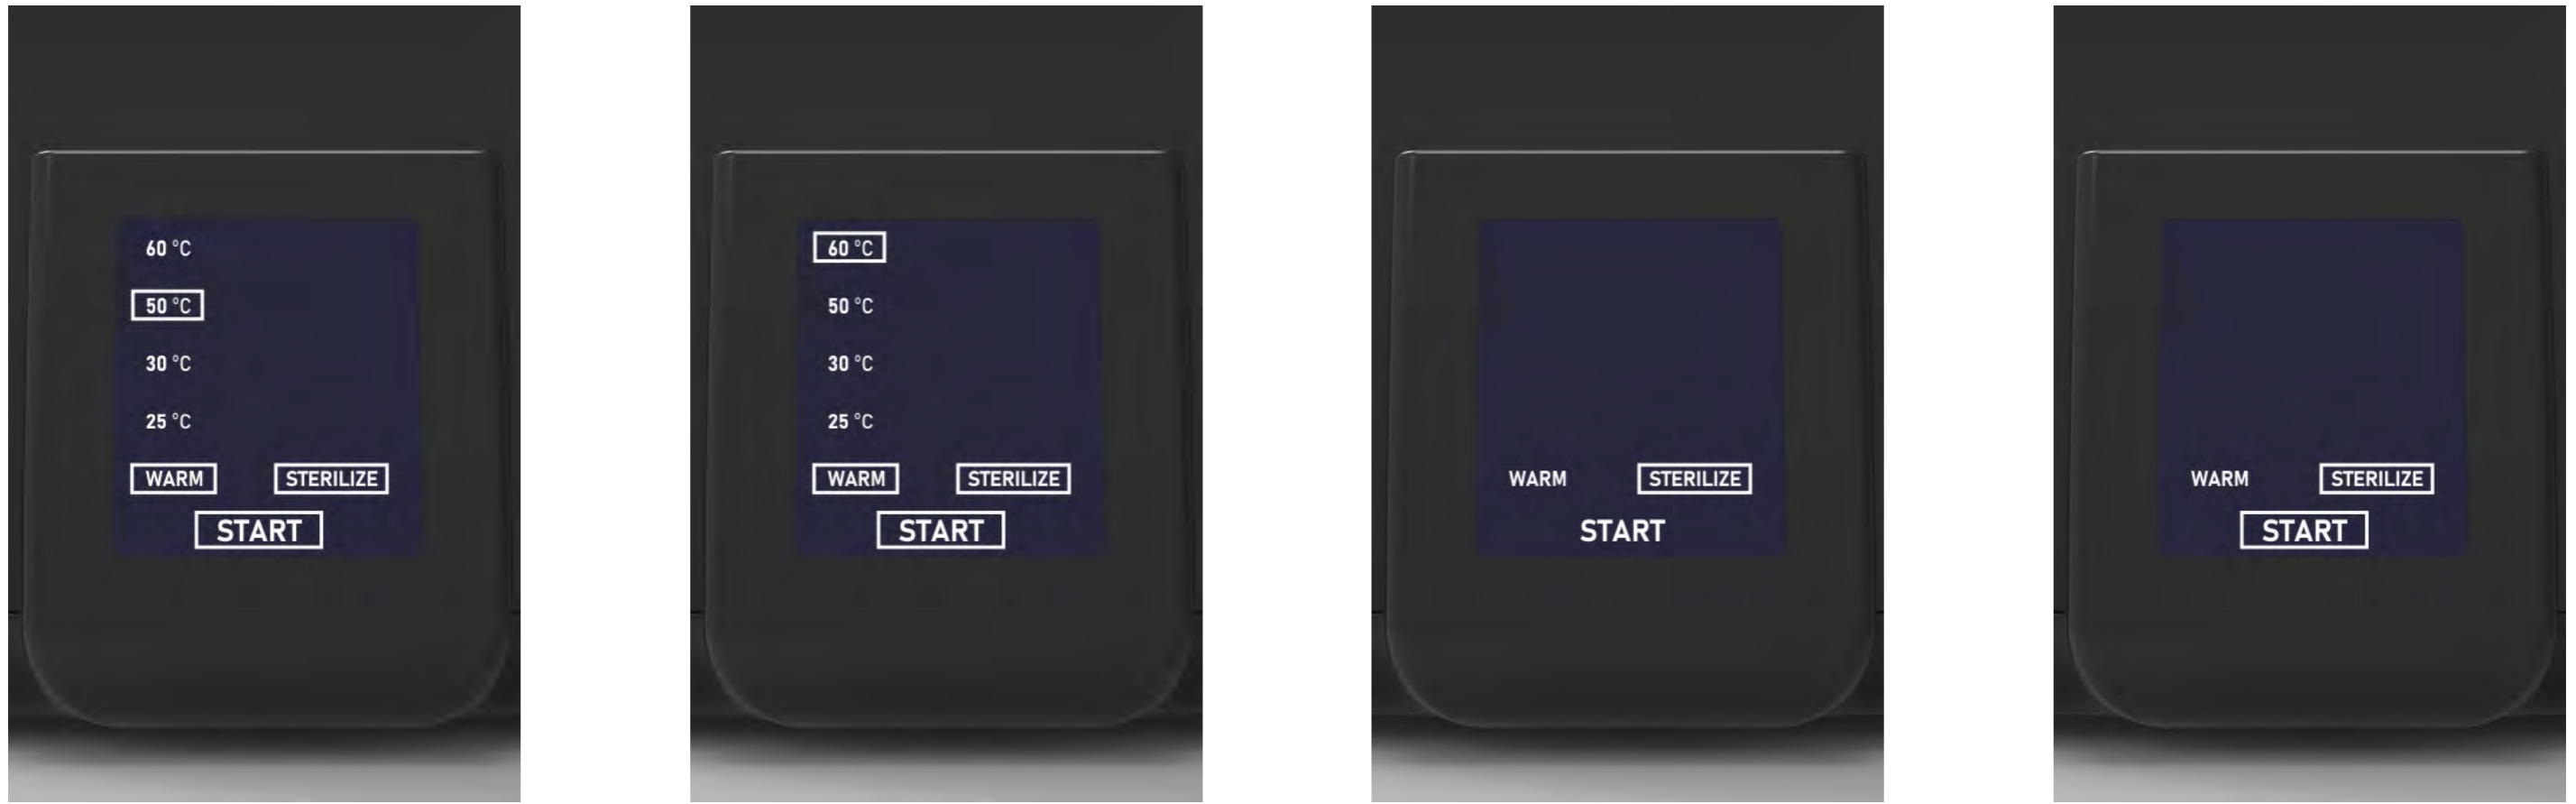 60 °C
50 °C
30 °C
25 °C
WARM STERILIZE
START
60 °C
50 °C
30 °C
25 °C
WARM STERILIZE
START
WARM STERILIZE
START
WARM STERILIZE
START